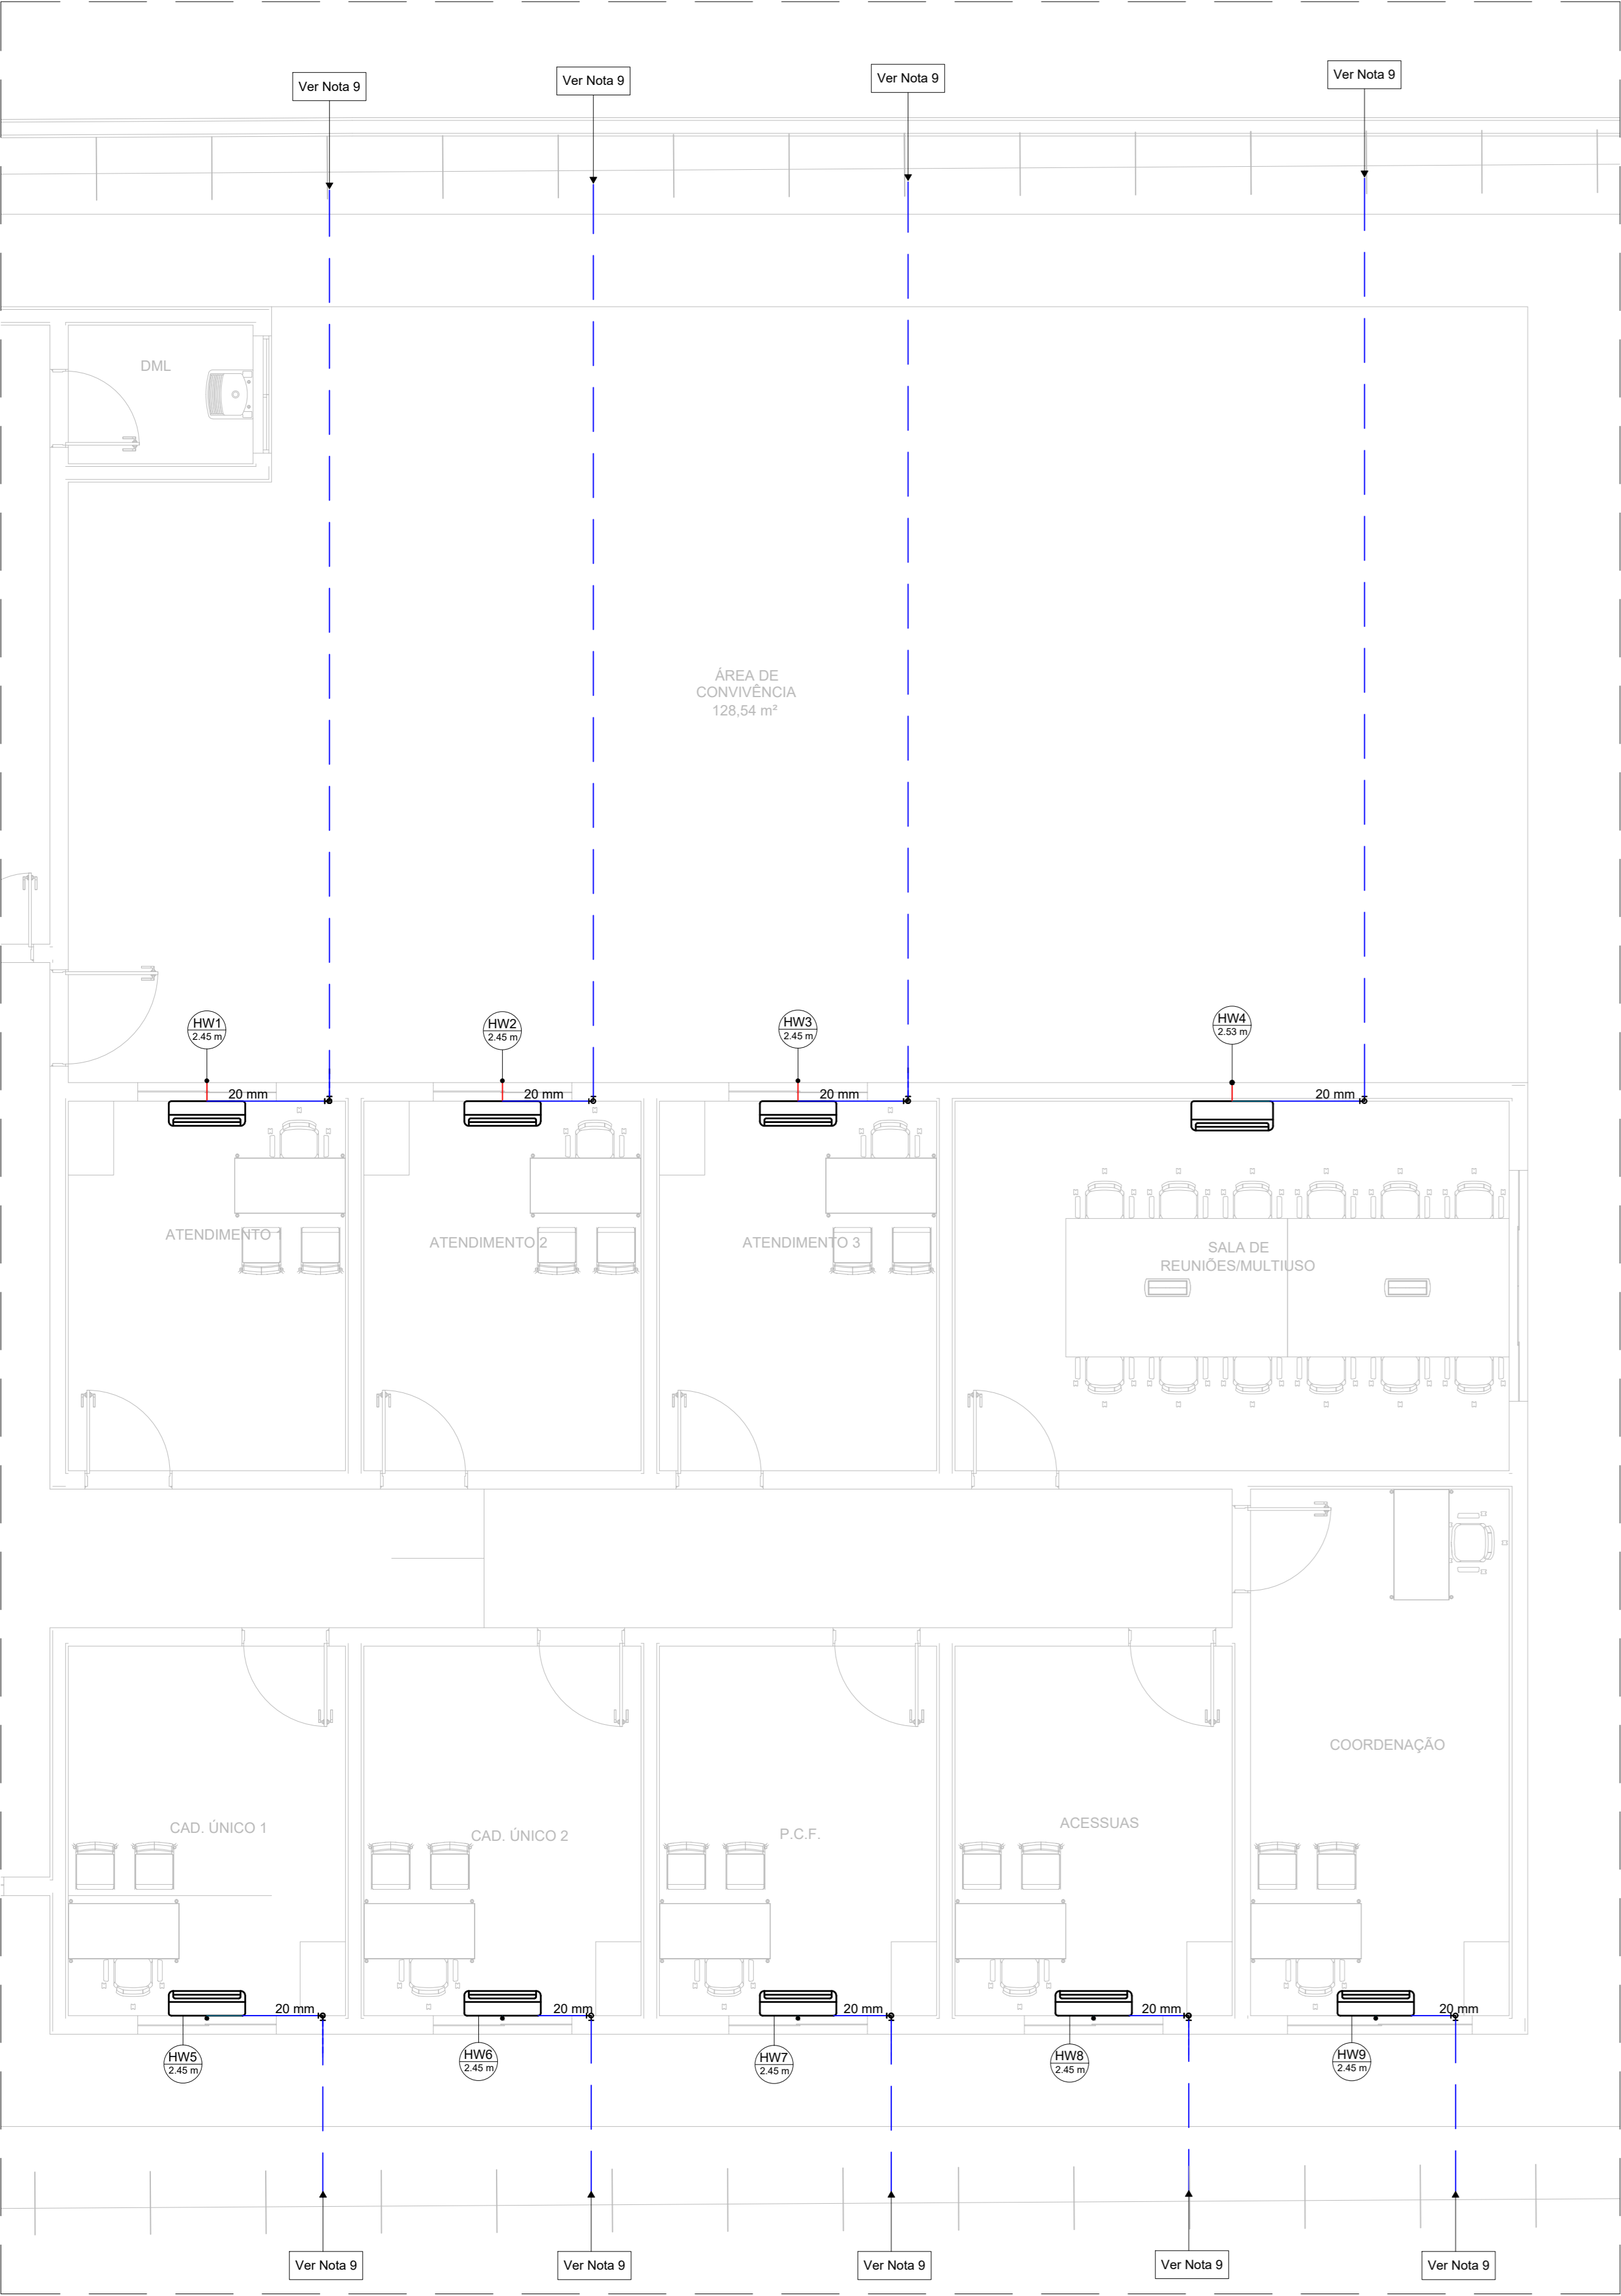 Ver Nota 9
Ver Nota 9
Ver Nota 9
Ver Nota 9
DML
ÁREA DE
CONVIVÊNCIA
128,54 m²
HW1
2.45 m
HW2
2.45 m
HW3
2.45 m
HW4
2.53 m
20 mm
20 mm
20 mm
20 mm
ATENDIMENTO 1
ATENDIMENTO 2
ATENDIMENTO 3
SALA DE
REUNIÕES/MULTIUSO
COORDENAÇÃO
CAD. ÚNICO 1
CAD. ÚNICO 2
P.C.F.
ACESSUAS
20 mm
20 mm
20 mm
20 mm
20 mm
HW5
2.45 m
HW6
2.45 m
HW7
2.45 m
HW8
2.45 m
HW9
2.45 m
Ver Nota 9
Ver Nota 9
Ver Nota 9
Ver Nota 9
Ver Nota 9